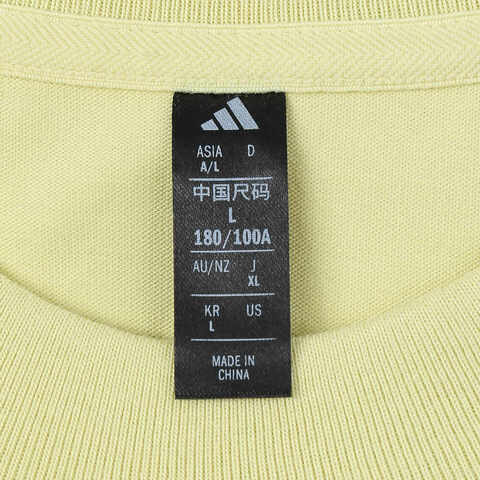 ASIA D
A/L
中国尺码
L
180/100A
AU/NZ J
XL
KR US
L
MADE IN
CHINA